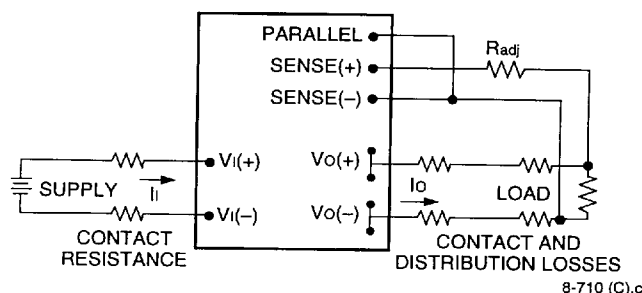 PARALLEL
SENSE(+)
SENSE(–)
Radj
VI(+)
VO(+)
SUPPLY
II
IO
LOAD
VI(–)
VO(–)
CONTACT
RESISTANCE
CONTACT AND
DISTRIBUTION LOSSES
8-710 (C).c